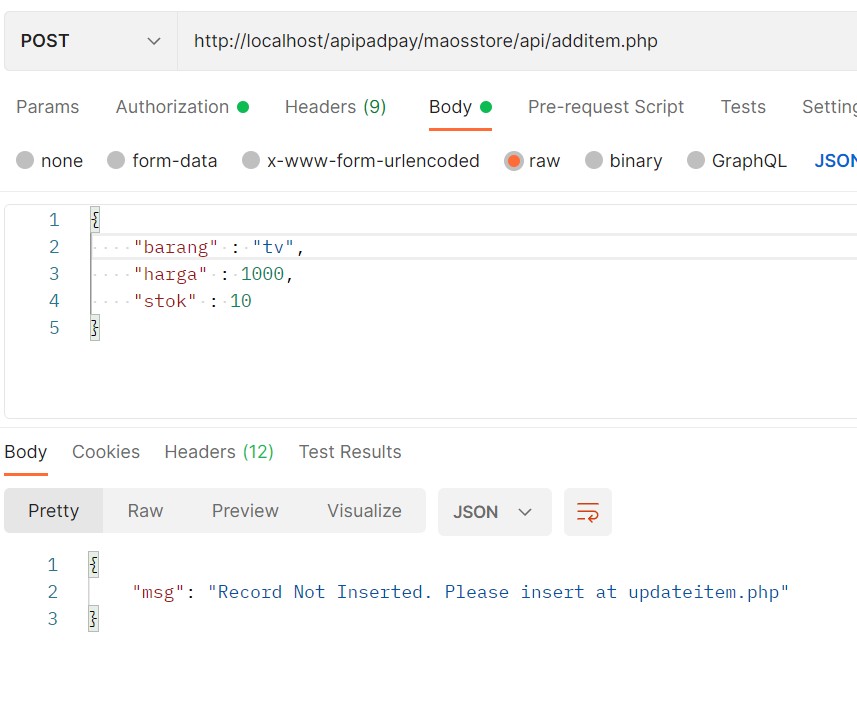 POST http://localhost/apipadpay/maosstore/api/additem.php
Params Authorization Headers (9) Body Pre-request Script Tests Setting
none form-data x-www-form-urlencoded raw binary GraphQL JSON
1 {
2 "barang" : "tv",
3 "harga" : 1000,
4 "stok" : 10
5 }
Body Cookies Headers (12) Test Results
Pretty Raw Preview Visualize JSON
1 {
2 "msg": "Record Not Inserted. Please insert at updateitem.php"
3 }